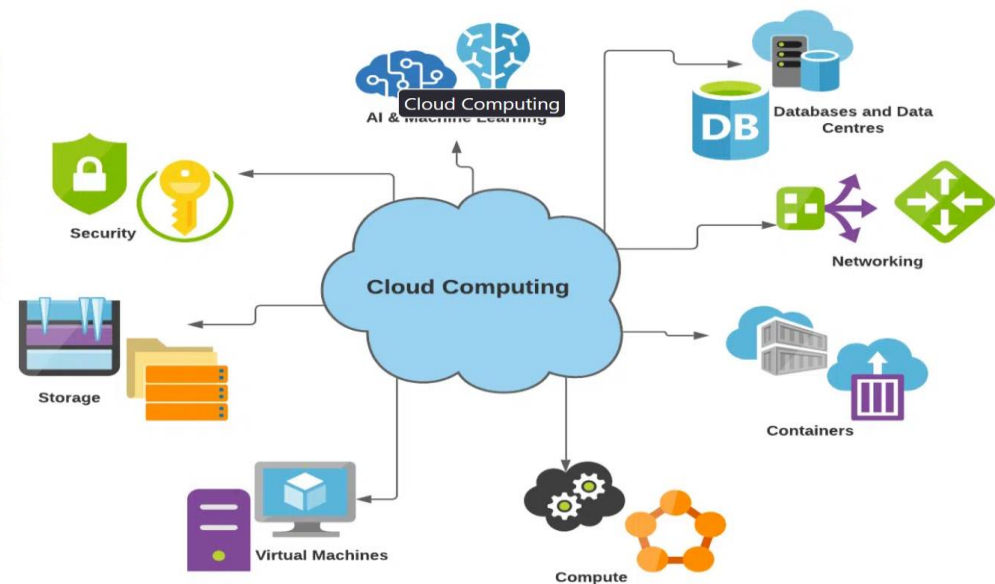 Cloud Computing
AI & Machine Learning
DB
Databases and Data
Centres
Security
Networking
Cloud Computing
Storage
Containers
Virtual Machines
Compute